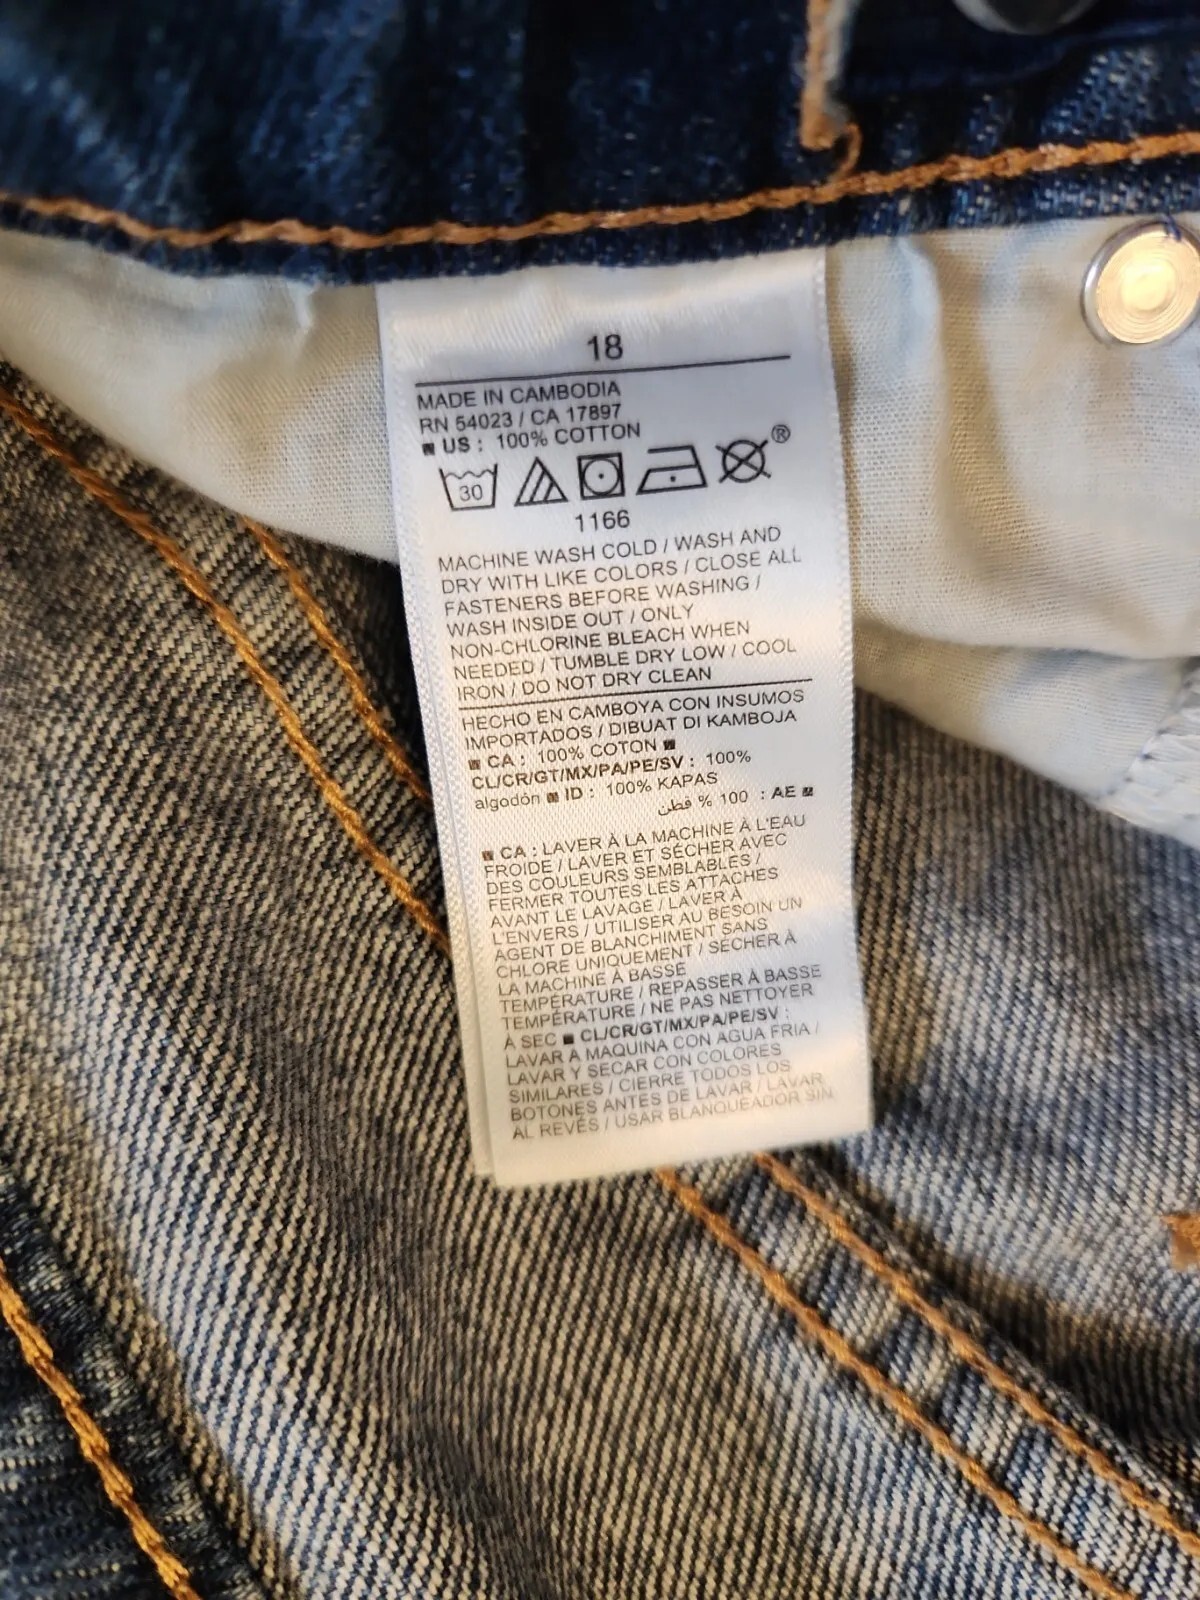 18
MADE IN CAMBODIA
RN 54023 / CA 17897
■ US : 100% COTTON
30 ®
1166
MACHINE WASH COLD / WASH AND
DRY WITH LIKE COLORS / CLOSE ALL
FASTENERS BEFORE WASHING /
WASH INSIDE OUT / ONLY
NON-CHLORINE BLEACH WHEN
NEEDED / TUMBLE DRY LOW / COOL
IRON / DO NOT DRY CLEAN
HECHO EN CAMBOYA CON INSUMOS
IMPORTADOS / DIBUAT DI KAMBOJA
■ CA : 100% COTON ■
CL/CR/GT/MX/PA/PE/SV : 100%
algodón ■ ID : 100% KAPAS
■ AE : 100 % قطن
■ CA : LAVER À LA MACHINE À L'EAU
FROIDE / LAVER ET SÉCHER AVEC
DES COULEURS SEMBLABLES /
FERMER TOUTES LES ATTACHES
AVANT LE LAVAGE / LAVER À
L'ENVERS / UTILISER AU BESOIN UN
AGENT DE BLANCHIMENT SANS
CHLORE UNIQUEMENT / SÉCHER À
LA MACHINE À BASSE
TEMPÉRATURE / REPASSER À BASSE
TEMPÉRATURE / NE PAS NETTOYER
À SEC ■ CL/CR/GT/MX/PA/PE/SV :
LAVAR A MAQUINA CON AGUA FRIA /
LAVAR Y SECAR CON COLORES
SIMILARES / CIERRE TODOS LOS
BOTONES ANTES DE LAVAR / LAVAR
AL REVÉS / USAR BLANQUEADOR SIN